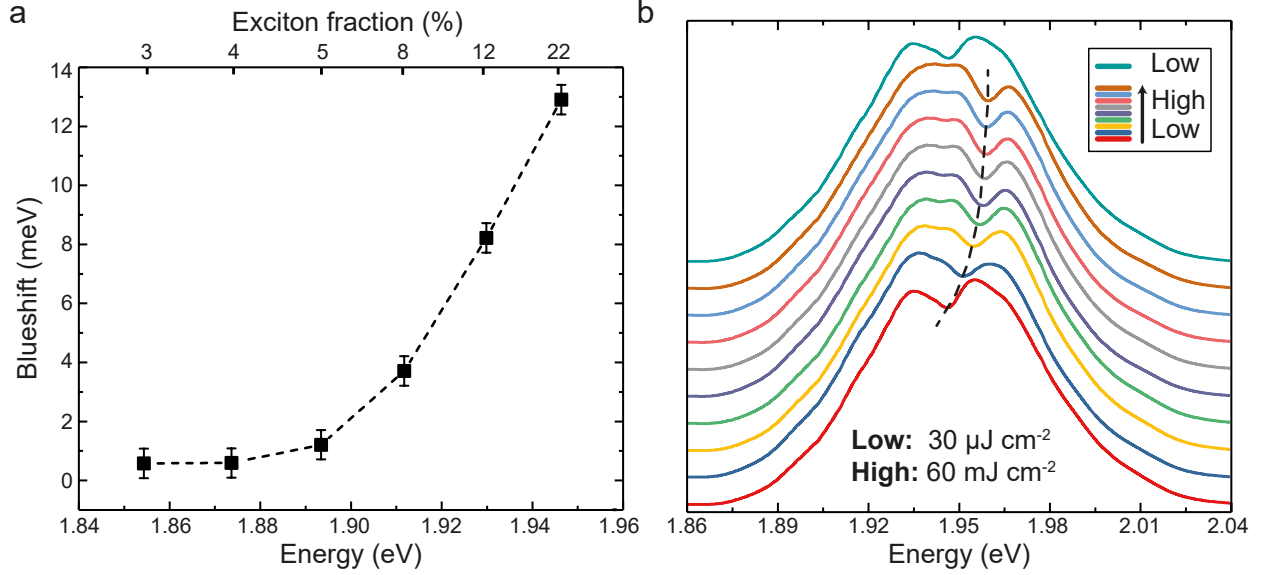 a
Exciton fraction (%)
3 4 5 8 12 22
14
12
10
8
6
4
2
0
Blueshift (meV)
1.84 1.86 1.88 1.90 1.92 1.94 1.96
Energy (eV)
b
Low
High
Low
Low: 30 μJ cm-2
High: 60 mJ cm-2
1.86 1.89 1.92 1.95 1.98 2.01 2.04
Energy (eV)